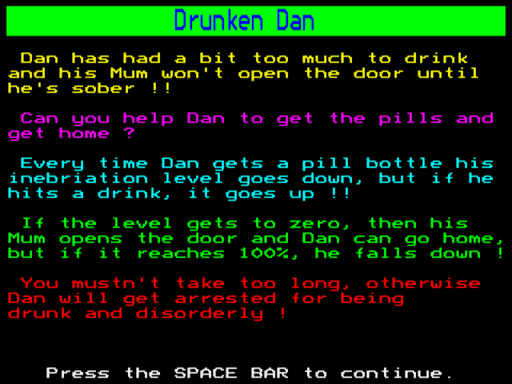 Drunken Dan
Dan has had a bit too much to drink
and his Mum won't open the door until
he's sober !!
Can you help Dan to get the pills and
get home ?
Every time Dan gets a pill bottle his
inebriation level goes down, but if he
hits a drink, it goes up !!
If the level gets to zero, then his
Mum opens the door and Dan can go home,
but if it reaches 100%, he falls down !
You mustn't take too long, otherwise
Dan will get arrested for being
drunk and disorderly !
Press the SPACE BAR to continue.